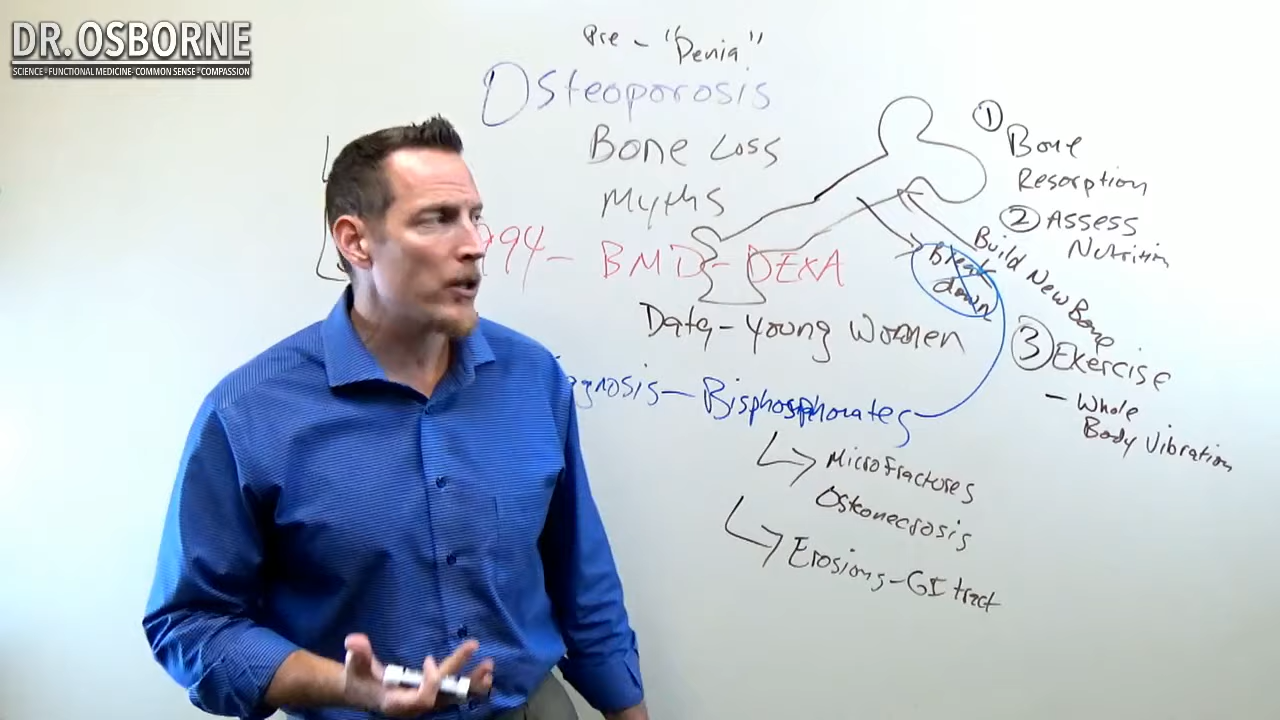 DR. OSBORNE
SCIENCE - FUNCTIONAL MEDICINE - COMMON SENSE - COMPASSION
Pre - "Penia"
Osteoporosis
Bone Loss
Myths
994 - BMD - DEXA
Data - Young Women
gnosis - Bisphosphonates
Microfractures
Osteonecrosis
Erosions - GI tract
① Bone
Resorption
② Assess
Nutrition
Build New Bone
Break
down
③ Exercise
- Whole
Body Vibration